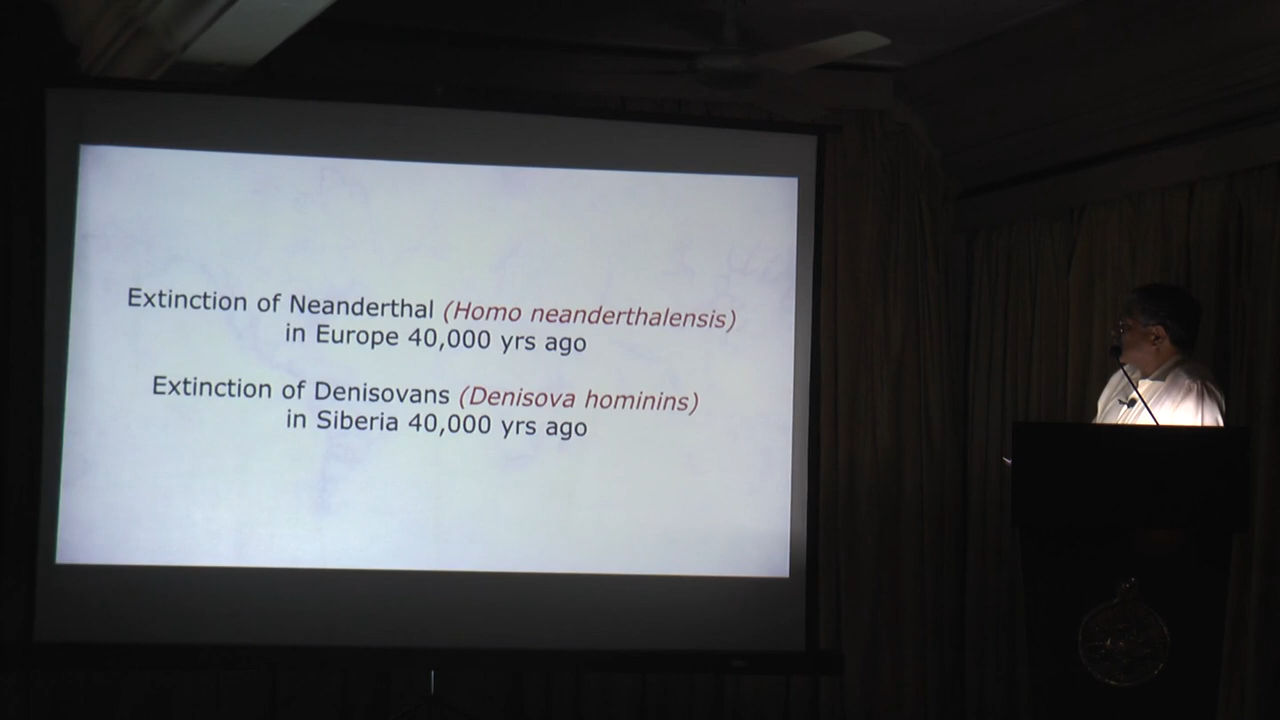 Extinction of Neanderthal (Homo neanderthalensis)
in Europe 40,000 yrs ago
Extinction of Denisovans (Denisova hominins)
in Siberia 40,000 yrs ago